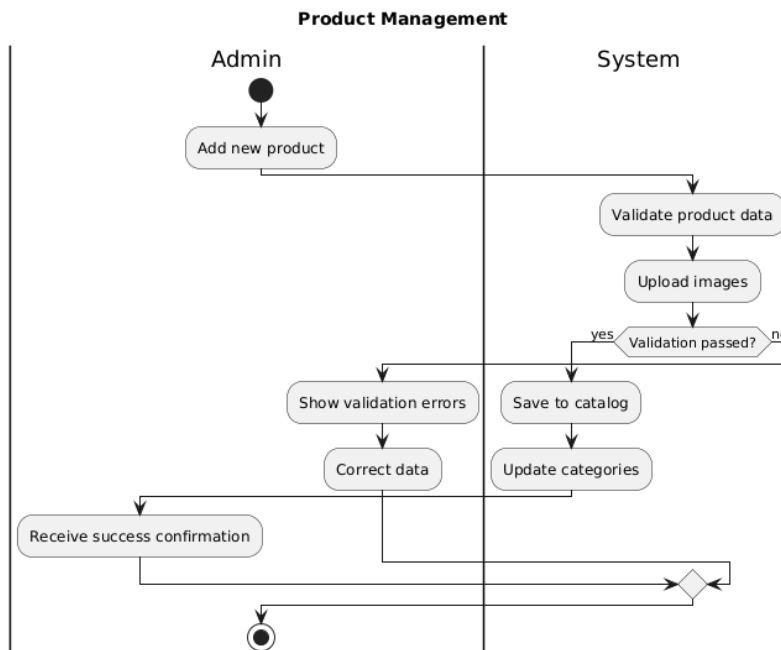 Product Management
Admin
System
Add new product
Validate product data
Upload images
yes
Validation passed?
Show validation errors
Save to catalog
Correct data
Update categories
Receive success confirmation